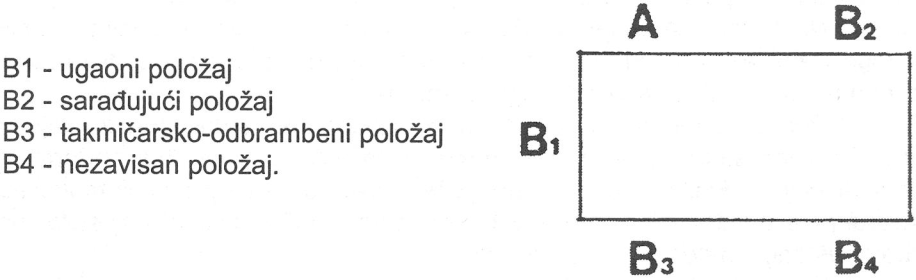 B1 - ugaoni položaj
B2 - sarađujući položaj
B3 - takmičarsko-odbrambeni položaj
B4 - nezavisan položaj.
A B2
B1
B3 B4